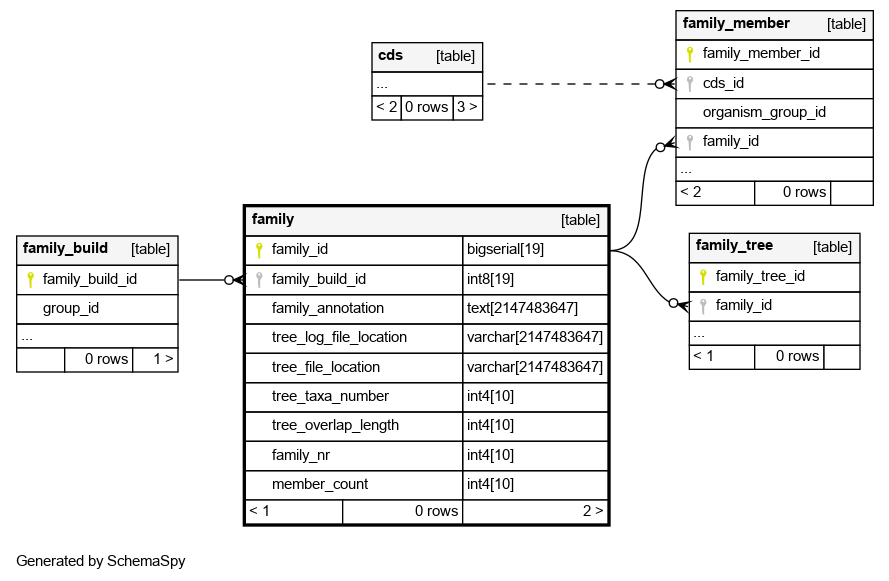 family_member [table]
family_member_id
cds_id
organism_group_id
family_id
...
< 2 0 rows
cds [table]
...
< 2 0 rows 3 >
family [table]
family_id bigserial[19]
family_build_id int8[19]
family_annotation text[2147483647]
tree_log_file_location varchar[2147483647]
tree_file_location varchar[2147483647]
tree_taxa_number int4[10]
tree_overlap_length int4[10]
family_nr int4[10]
member_count int4[10]
< 1 0 rows 2 >
family_build [table]
family_build_id
group_id
...
0 rows 1 >
family_tree [table]
family_tree_id
family_id
...
< 1 0 rows
Generated by SchemaSpy